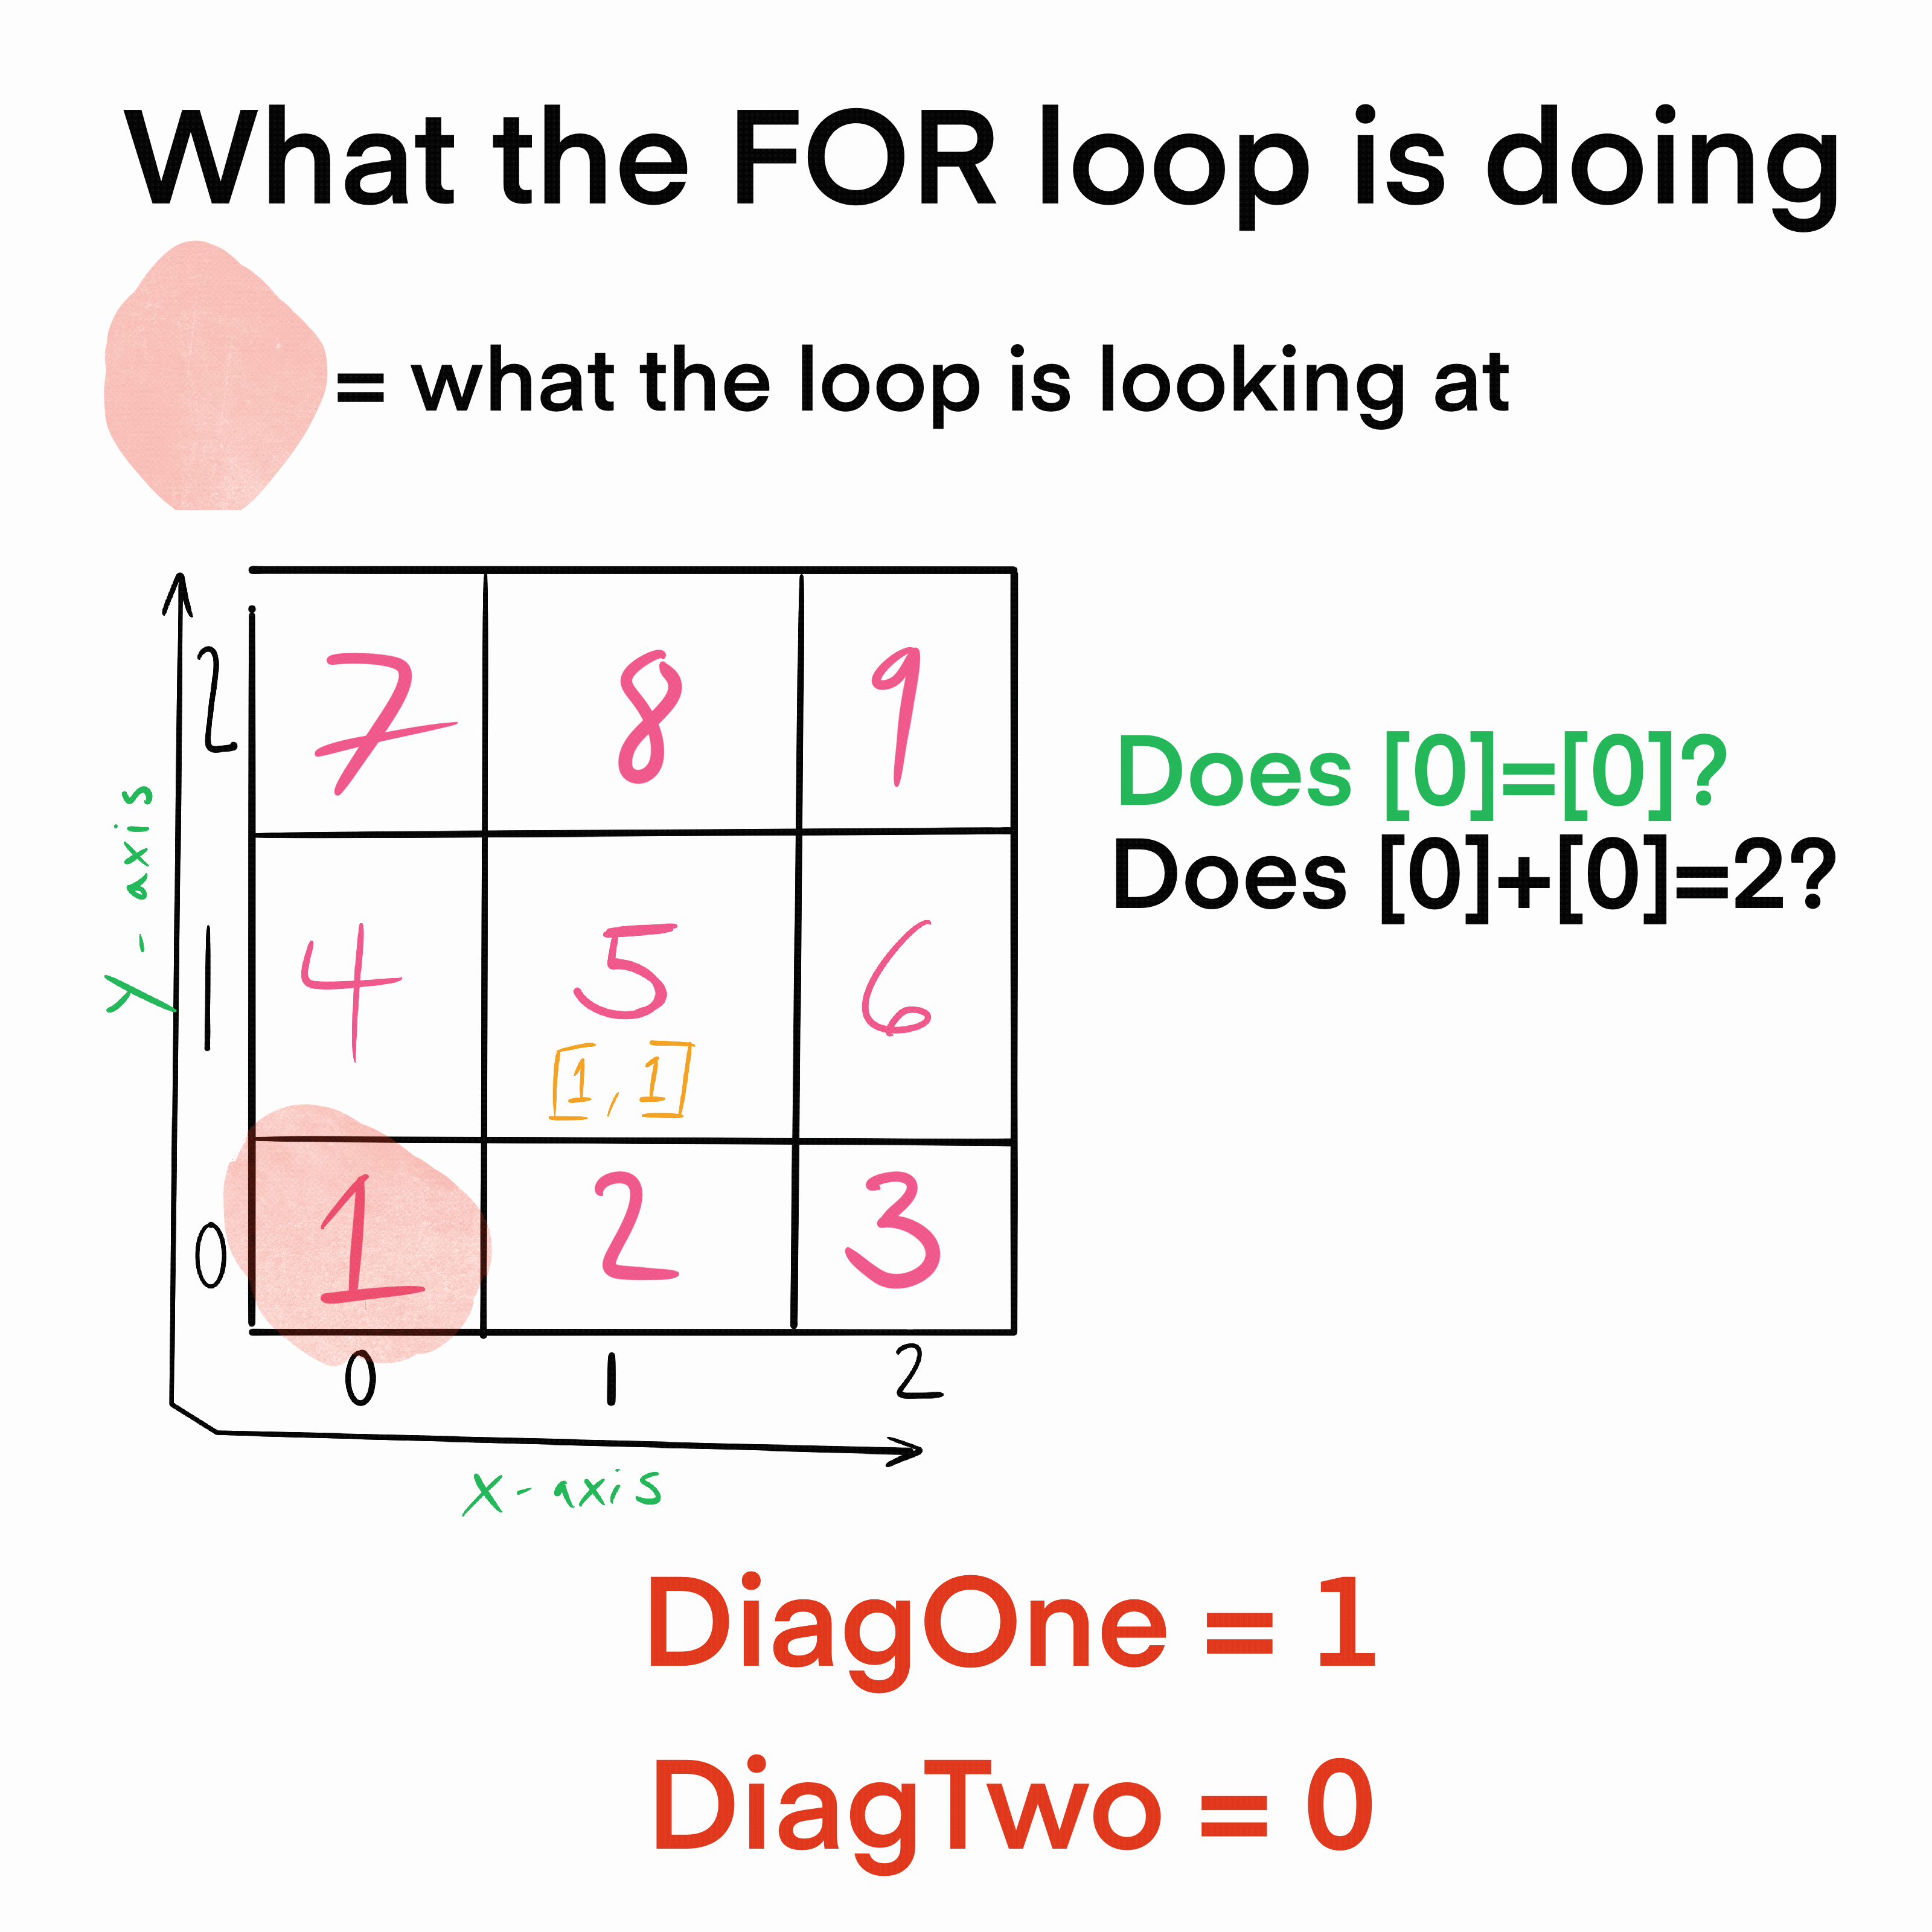 What the FOR loop is doing
= what the loop is looking at
2
7 8 9
Does [0]=[0]?
Does [0]+[0]=2?
y - axis
1
4 5 6
[1, 1]
0
1 2 3
0 1 2
x - axis
DiagOne = 1
DiagTwo = 0